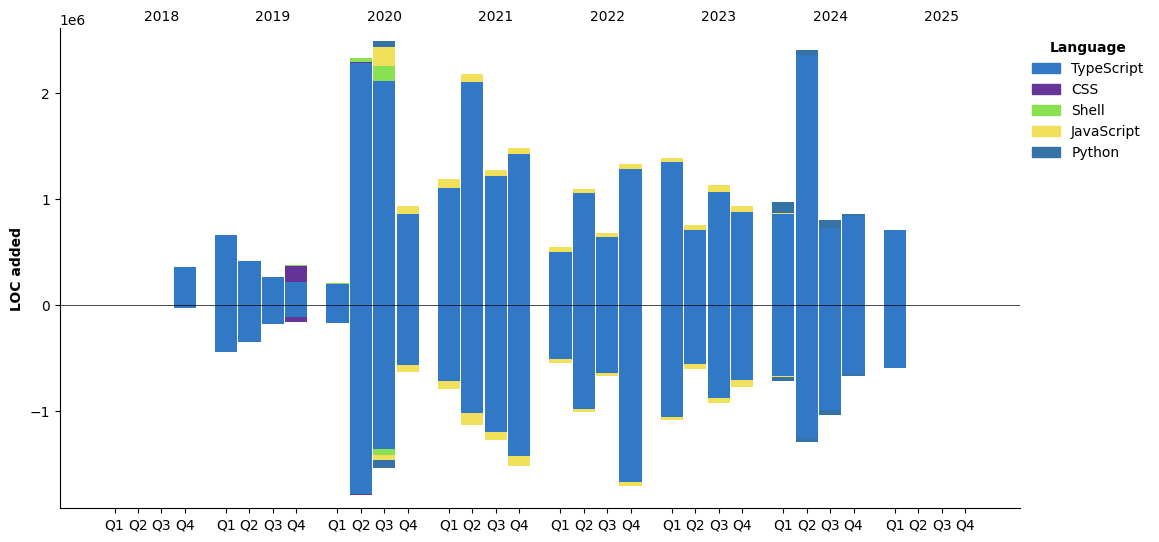 2018 2019 2020 2021 2022 2023 2024 2025
1e6
Language
TypeScript
CSS
Shell
JavaScript
Python
2
1
0
−1
LOC added
Q1 Q2 Q3 Q4 Q1 Q2 Q3 Q4 Q1 Q2 Q3 Q4 Q1 Q2 Q3 Q4 Q1 Q2 Q3 Q4 Q1 Q2 Q3 Q4 Q1 Q2 Q3 Q4 Q1 Q2 Q3 Q4